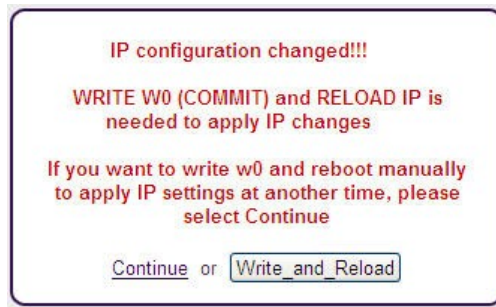 IP configuration changed!!!
WRITE W0 (COMMIT) and RELOAD IP is
needed to apply IP changes
If you want to write w0 and reboot manually
to apply IP settings at another time, please
select Continue
Continue or Write_and_Reload